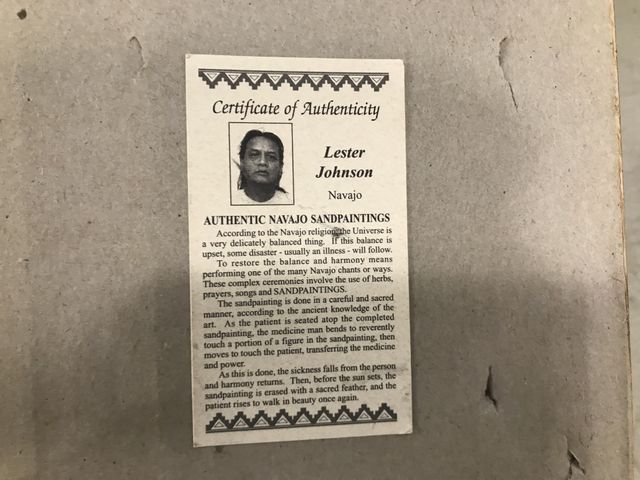 Certificate of Authenticity
Lester
Johnson
Navajo
AUTHENTIC NAVAJO SANDPAINTINGS
According to the Navajo religion the Universe is
a very delicately balanced thing. If this balance is
upset, some disaster - usually an illness - will follow.
To restore the balance and harmony means
performing one of the many Navajo chants or ways.
These complex ceremonies involve the use of herbs,
prayers, songs and SANDPAINTINGS.
The sandpainting is done in a careful and sacred
manner, according to the ancient knowledge of the
art. As the patient is seated atop the completed
sandpainting, the medicine man bends to reverently
touch a portion of a figure in the sandpainting, then
moves to touch the patient, transferring the medicine
and power.
As this is done, the sickness falls from the person
and harmony returns. Then, before the sun sets, the
sandpainting is erased with a sacred feather, and the
patient rises to walk in beauty once again.